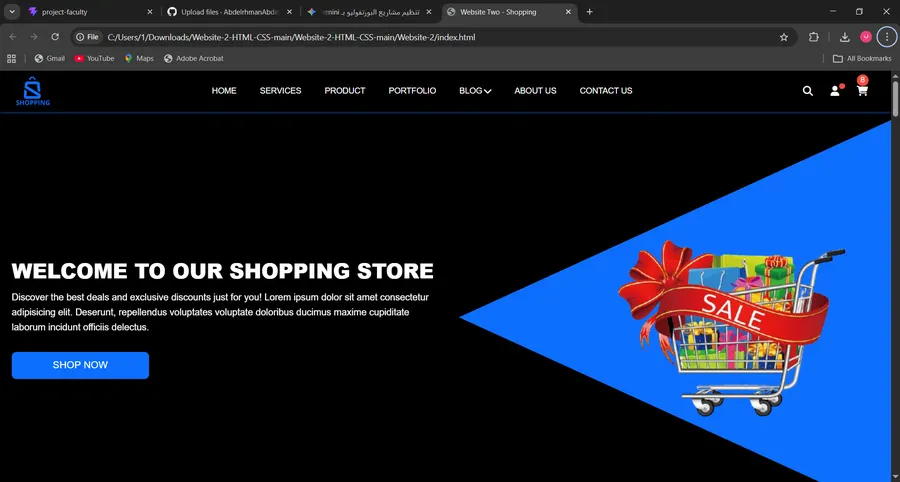 project-faculty
Upload files · AbdelrhmanAbde
تنظيم مشاريع البورتفوليو بـ emini
Website Two - Shopping
File
C:/Users/1/Downloads/Website-2-HTML-CSS-main/Website-2-HTML-CSS-main/Website-2/index.html
Gmail
YouTube
Maps
Adobe Acrobat
All Bookmarks
SHOPPING
HOME
SERVICES
PRODUCT
PORTFOLIO
BLOG
ABOUT US
CONTACT US
8
WELCOME TO OUR SHOPPING STORE
Discover the best deals and exclusive discounts just for you! Lorem ipsum dolor sit amet consectetur
adipisicing elit. Deserunt, repellendus voluptates voluptate doloribus ducimus maxime cupiditate
laborum incidunt officiis delectus.
SHOP NOW
SALE